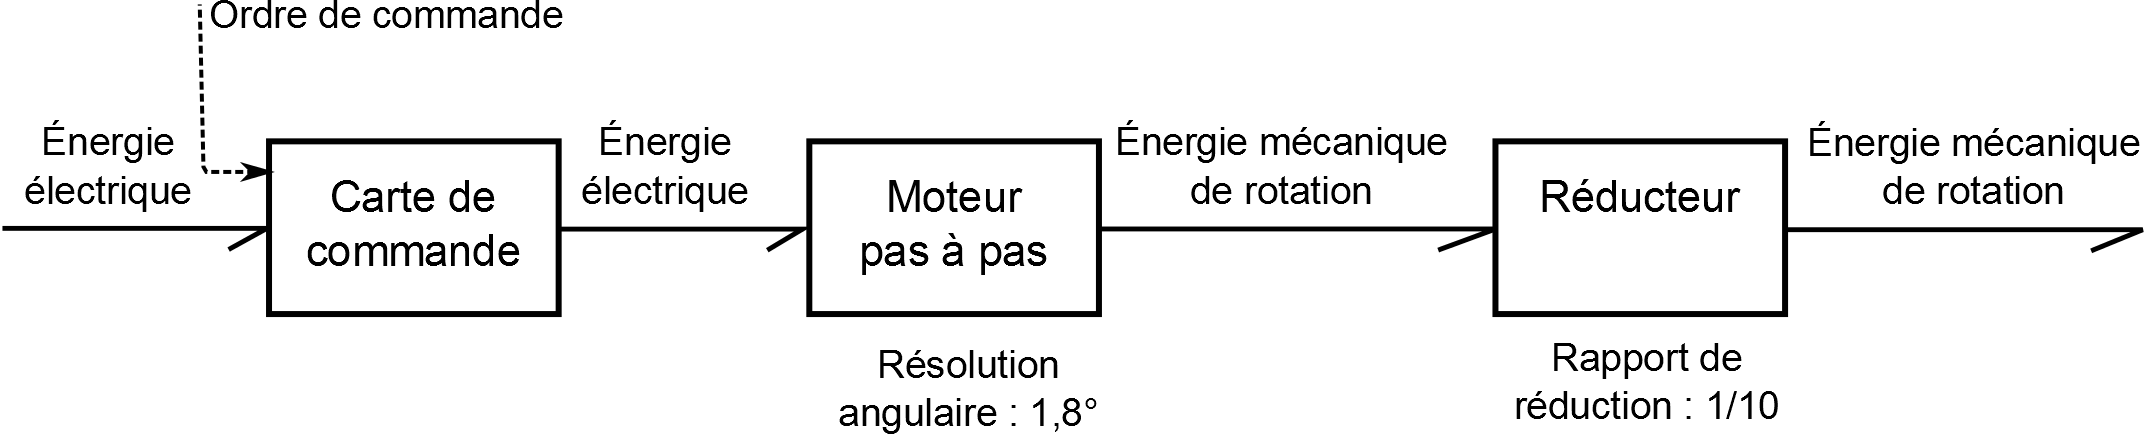 Ordre de commande
Énergie
électrique
Carte de
commande
Énergie
électrique
Moteur
pas à pas
Résolution
angulaire : 1,8°
Énergie mécanique
de rotation
Réducteur
Rapport de
réduction : 1/10
Énergie mécanique
de rotation